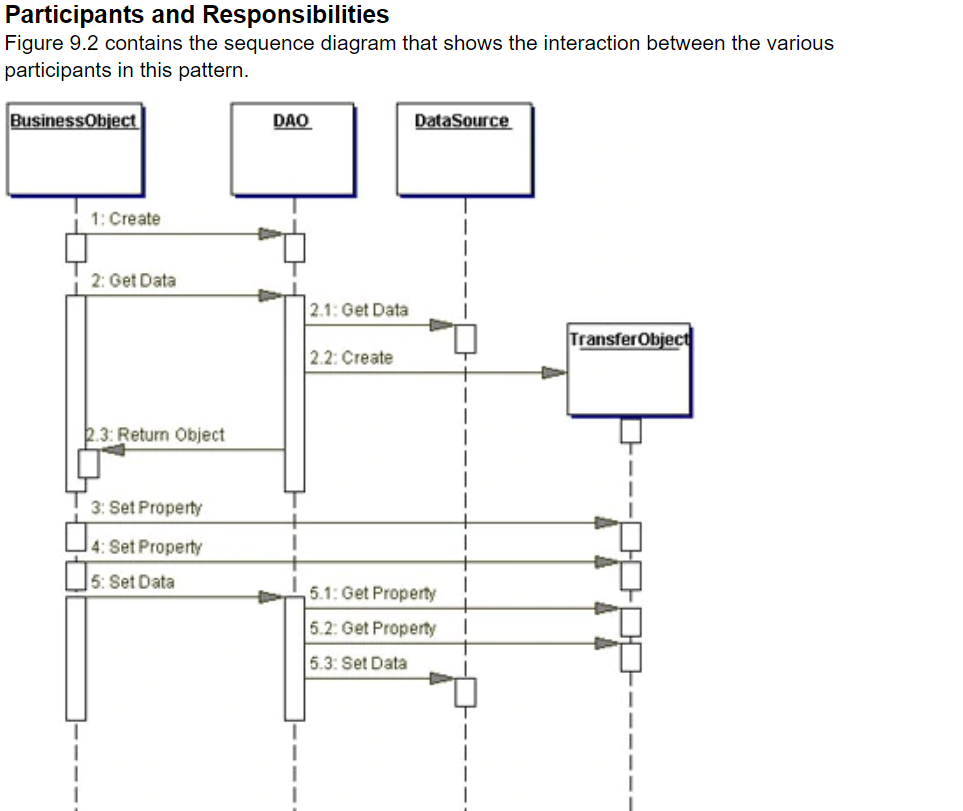 Participants and Responsibilities
Figure 9.2 contains the sequence diagram that shows the interaction between the various
participants in this pattern.
BusinessObject
DAO
DataSource
1: Create
2: Get Data
2.1: Get Data
TransferObject
2.2: Create
2.3: Return Object
3: Set Property
4: Set Property
5: Set Data
5.1: Get Property
5.2: Get Property
5.3: Set Data